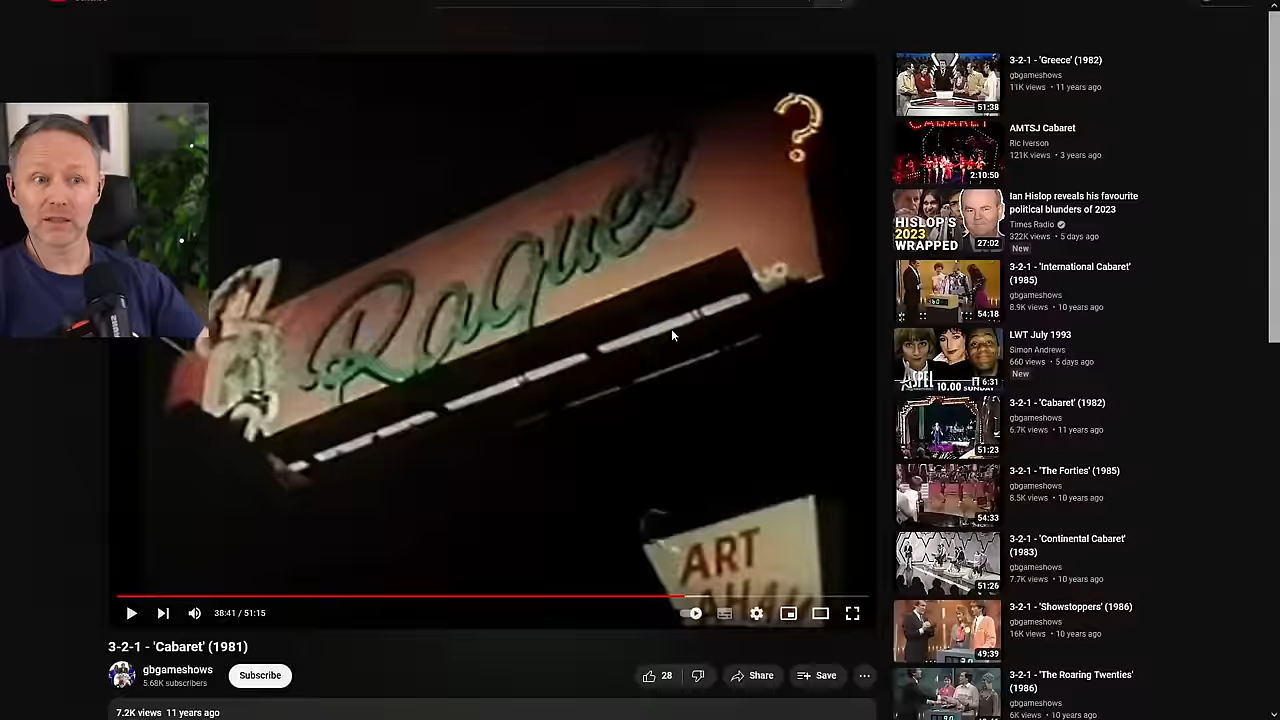 ?
Raquel
ART
38:41 / 51:15
3-2-1 - 'Cabaret' (1981)
gbgameshows
5.68K subscribers
Subscribe
28
Share
Save
7.2K views • 11 years ago
51:38
3-2-1 - 'Greece' (1982)
gbgameshows
11K views • 11 years ago
CABARET
2:10:50
AMTSJ Cabaret
Ric Iverson
121K views • 3 years ago
HISLOP'S
2023
WRAPPED
27:02
Ian Hislop reveals his favourite
political blunders of 2023
Times Radio
322K views • 5 days ago
New
54:18
3-2-1 - 'International Cabaret'
(1985)
gbgameshows
8.9K views • 10 years ago
ASPEL
10.00 SUNDAY
6:31
LWT July 1993
Simon Andrews
660 views • 5 days ago
New
51:23
3-2-1 - 'Cabaret' (1982)
gbgameshows
6.7K views • 11 years ago
54:33
3-2-1 - 'The Forties' (1985)
gbgameshows
8.5K views • 10 years ago
51:26
3-2-1 - 'Continental Cabaret'
(1983)
gbgameshows
7.7K views • 10 years ago
49:39
3-2-1 - 'Showstoppers' (1986)
gbgameshows
16K views • 10 years ago
3-2-1 - 'The Roaring Twenties'
(1986)
gbgameshows
6K views • 10 years ago